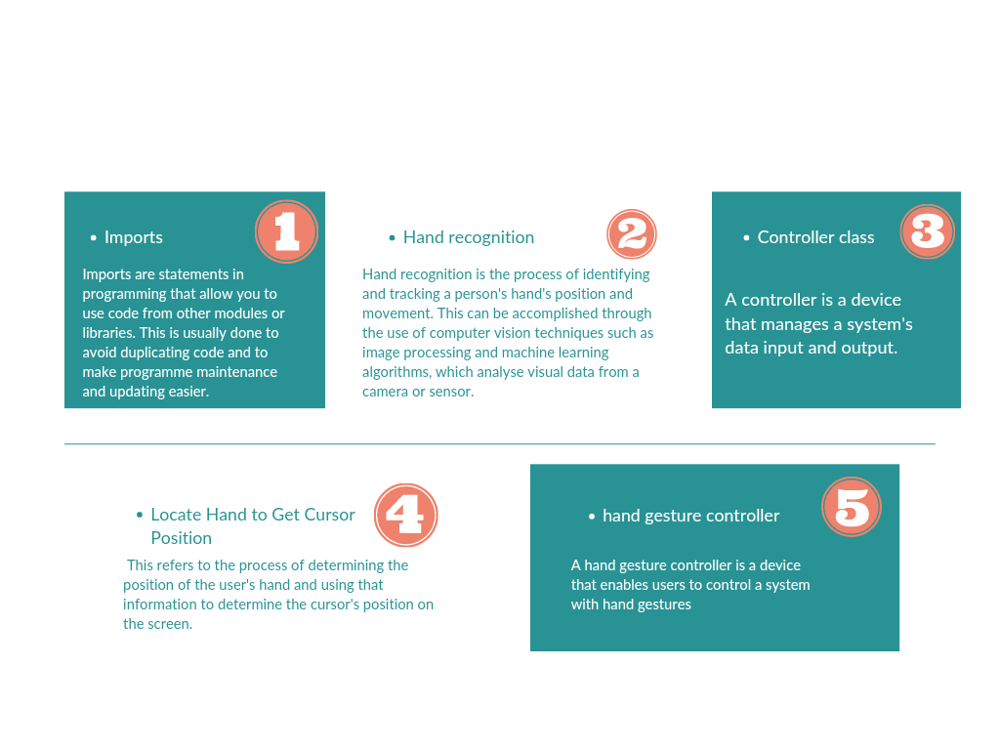 1
• Imports
Imports are statements in
programming that allow you to
use code from other modules or
libraries. This is usually done to
avoid duplicating code and to
make programme maintenance
and updating easier.
2
• Hand recognition
Hand recognition is the process of identifying
and tracking a person's hand's position and
movement. This can be accomplished through
the use of computer vision techniques such as
image processing and machine learning
algorithms, which analyse visual data from a
camera or sensor.
3
• Controller class
A controller is a device
that manages a system's
data input and output.
4
• Locate Hand to Get Cursor
Position
This refers to the process of determining the
position of the user's hand and using that
information to determine the cursor's position on
the screen.
5
• hand gesture controller
A hand gesture controller is a device
that enables users to control a system
with hand gestures